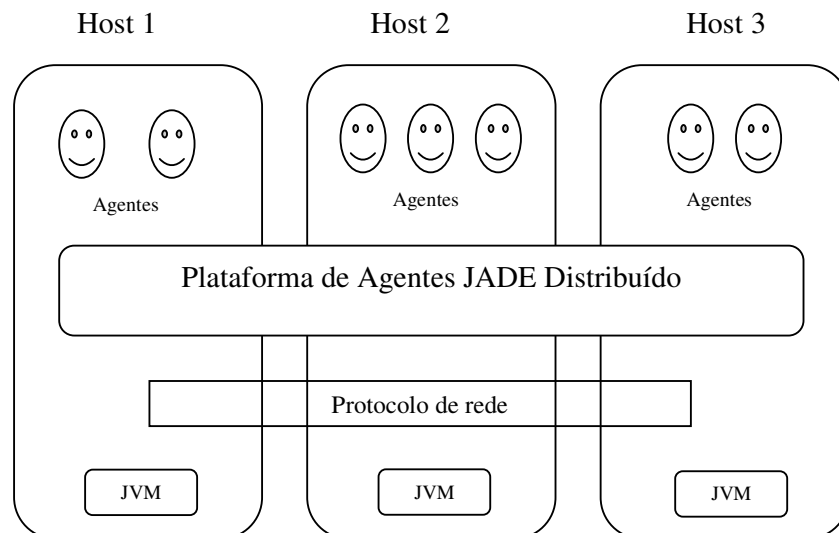 Host 1
Host 2
Host 3
Agentes
Agentes
Agentes
Plataforma de Agentes JADE Distribuído
Protocolo de rede
JVM
JVM
JVM